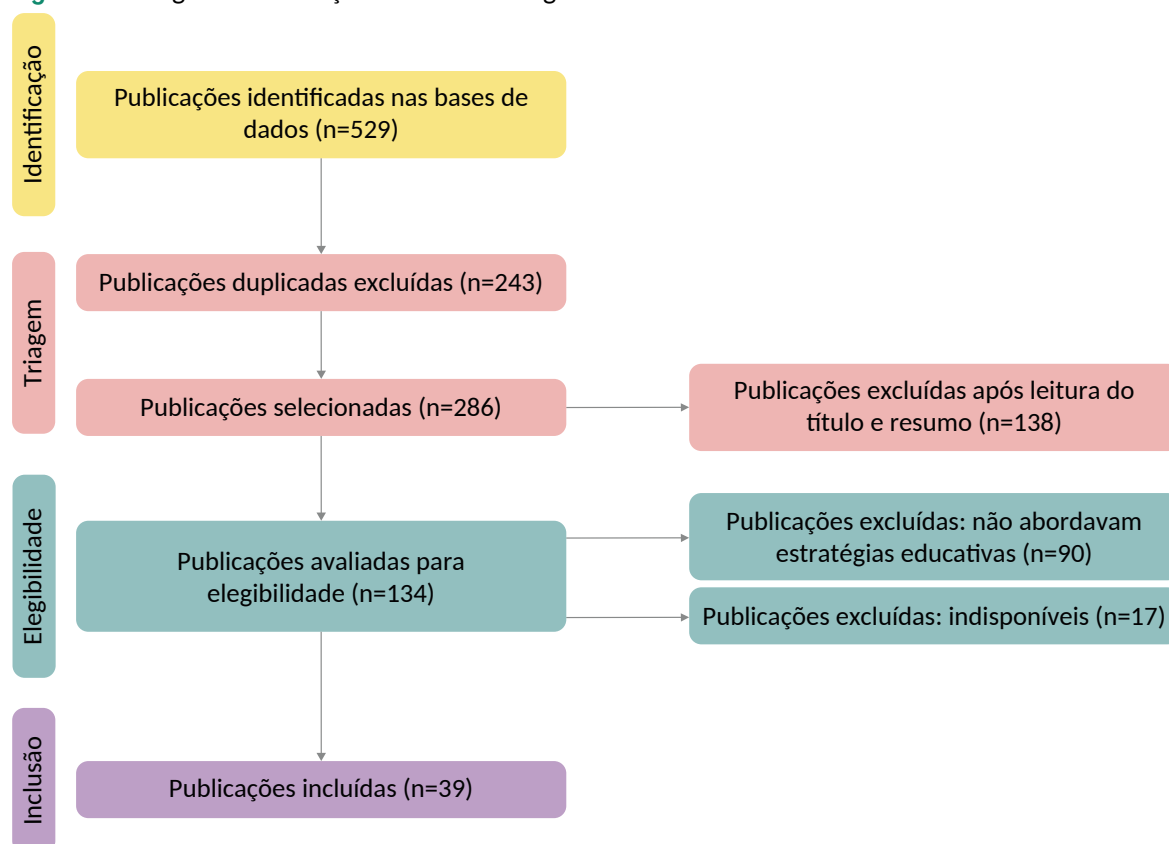 Identificação
Publicações identificadas nas bases de
dados (n=529)
Triagem
Publicações duplicadas excluídas (n=243)
Publicações selecionadas (n=286)
Publicações excluídas após leitura do
título e resumo (n=138)
Elegibilidade
Publicações avaliadas para
elegibilidade (n=134)
Publicações excluídas: não abordavam
estratégias educativas (n=90)
Publicações excluídas: indisponíveis (n=17)
Inclusão
Publicações incluídas (n=39)